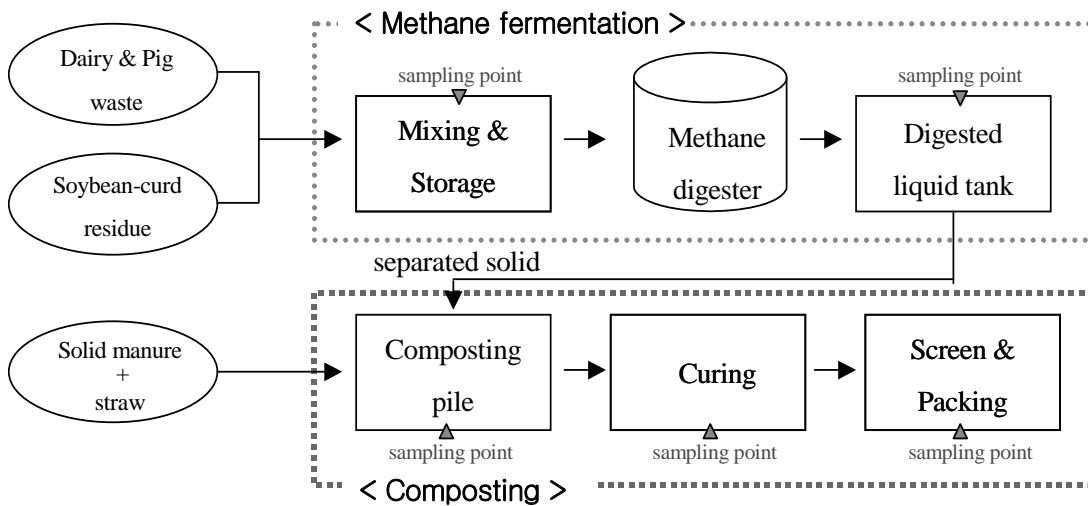 < Methane fermentation >
Dairy & Pig
waste
Soybean-curd
residue
sampling point
Mixing &
Storage
Methane
digester
sampling point
Digested
liquid tank
separated solid
Solid manure
+
straw
Composting
pile
sampling point
Curing
sampling point
Screen &
Packing
sampling point
< Composting >